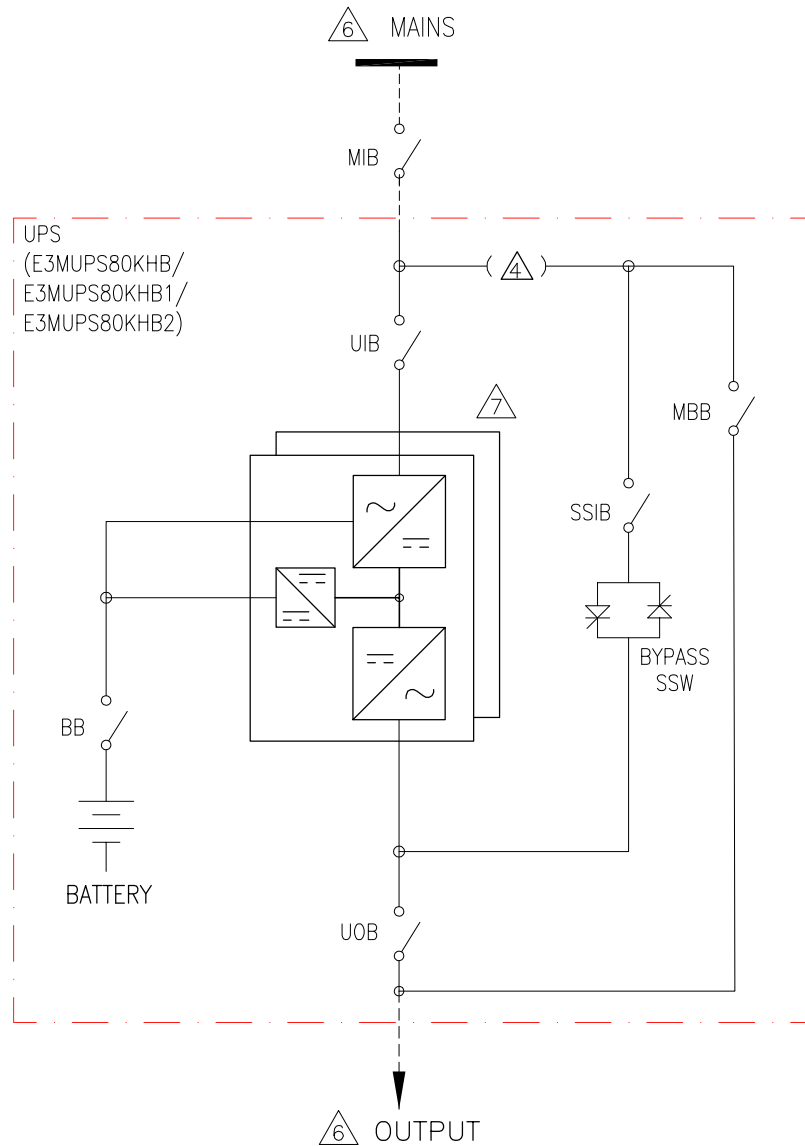 6 MAINS
MIB
UPS
(E3MUPS80KHB/
E3MUPS80KHB1/
E3MUPS80KHB2)
( 4 )
UIB
7
MBB
SSIB
BYPASS
SSW
BB
BATTERY
UOB
6 OUTPUT